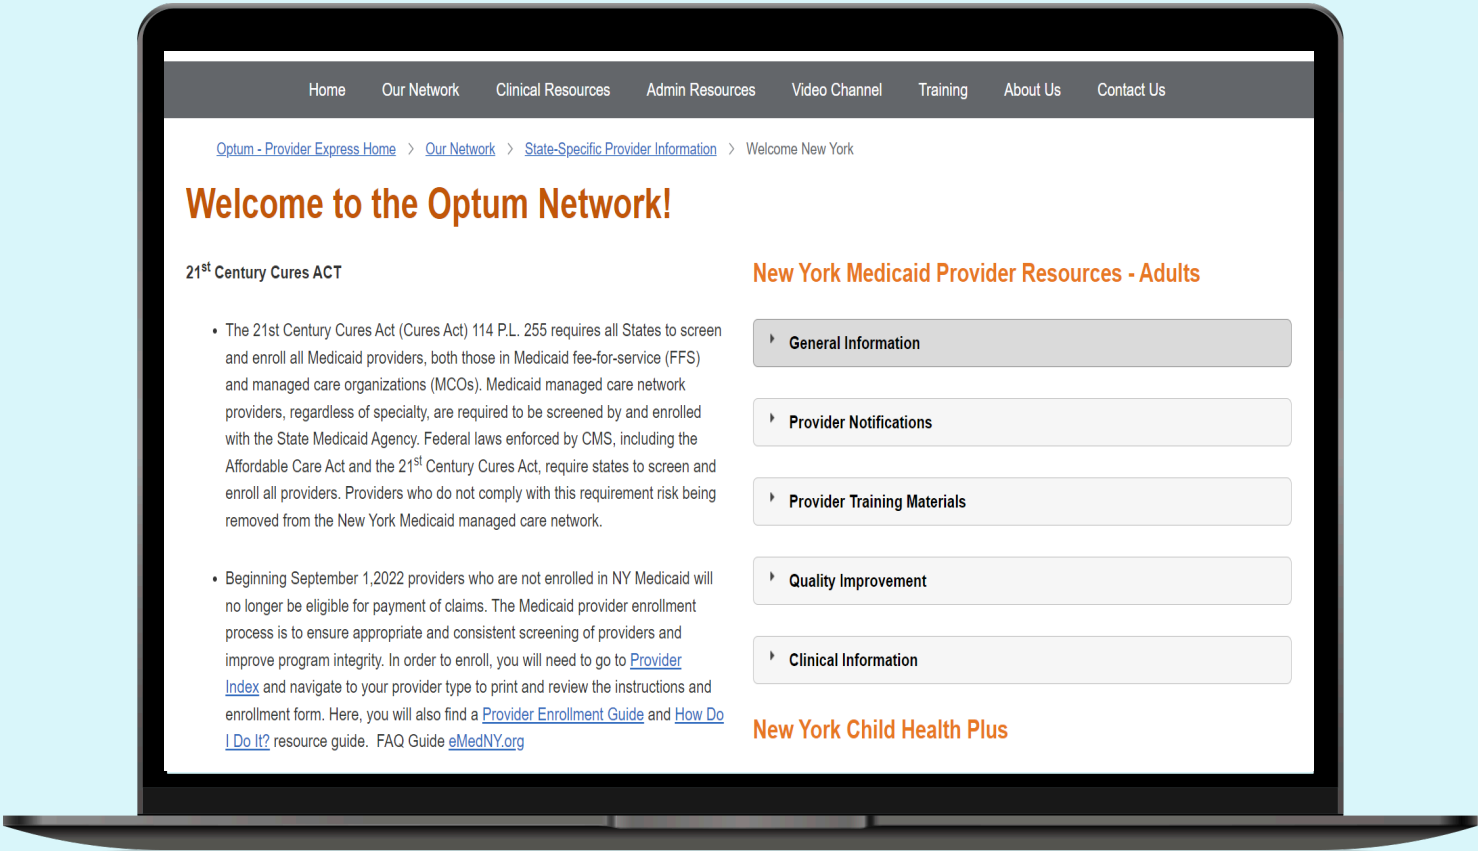 Home Our Network Clinical Resources Admin Resources Video Channel Training About Us Contact Us
Optum - Provider Express Home > Our Network > State-Specific Provider Information > Welcome New York
Welcome to the Optum Network!
21st Century Cures ACT
• The 21st Century Cures Act (Cures Act) 114 P.L. 255 requires all States to screen
and enroll all Medicaid providers, both those in Medicaid fee-for-service (FFS)
and managed care organizations (MCOs). Medicaid managed care network
providers, regardless of specialty, are required to be screened by and enrolled
with the State Medicaid Agency. Federal laws enforced by CMS, including the
Affordable Care Act and the 21st Century Cures Act, require states to screen and
enroll all providers. Providers who do not comply with this requirement risk being
removed from the New York Medicaid managed care network.
• Beginning September 1,2022 providers who are not enrolled in NY Medicaid will
no longer be eligible for payment of claims. The Medicaid provider enrollment
process is to ensure appropriate and consistent screening of providers and
improve program integrity. In order to enroll, you will need to go to Provider
Index and navigate to your provider type to print and review the instructions and
enrollment form. Here, you will also find a Provider Enrollment Guide and How Do
I Do It? resource guide. FAQ Guide eMedNY.org
New York Medicaid Provider Resources - Adults
General Information
Provider Notifications
Provider Training Materials
Quality Improvement
Clinical Information
New York Child Health Plus